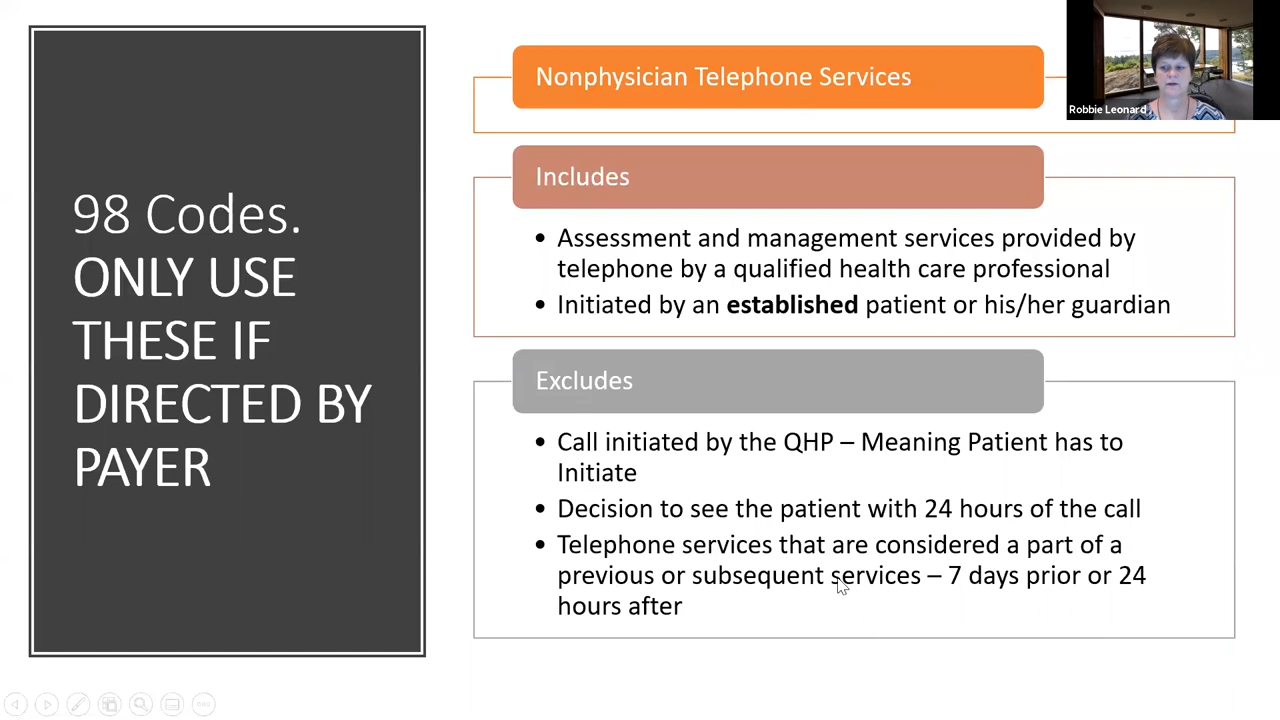 98 Codes.
ONLY USE
THESE IF
DIRECTED BY
PAYER
Nonphysician Telephone Services
Includes
• Assessment and management services provided by
telephone by a qualified health care professional
• Initiated by an established patient or his/her guardian
Excludes
• Call initiated by the QHP – Meaning Patient has to
Initiate
• Decision to see the patient with 24 hours of the call
• Telephone services that are considered a part of a
previous or subsequent services – 7 days prior or 24
hours after
Robbie Leonard